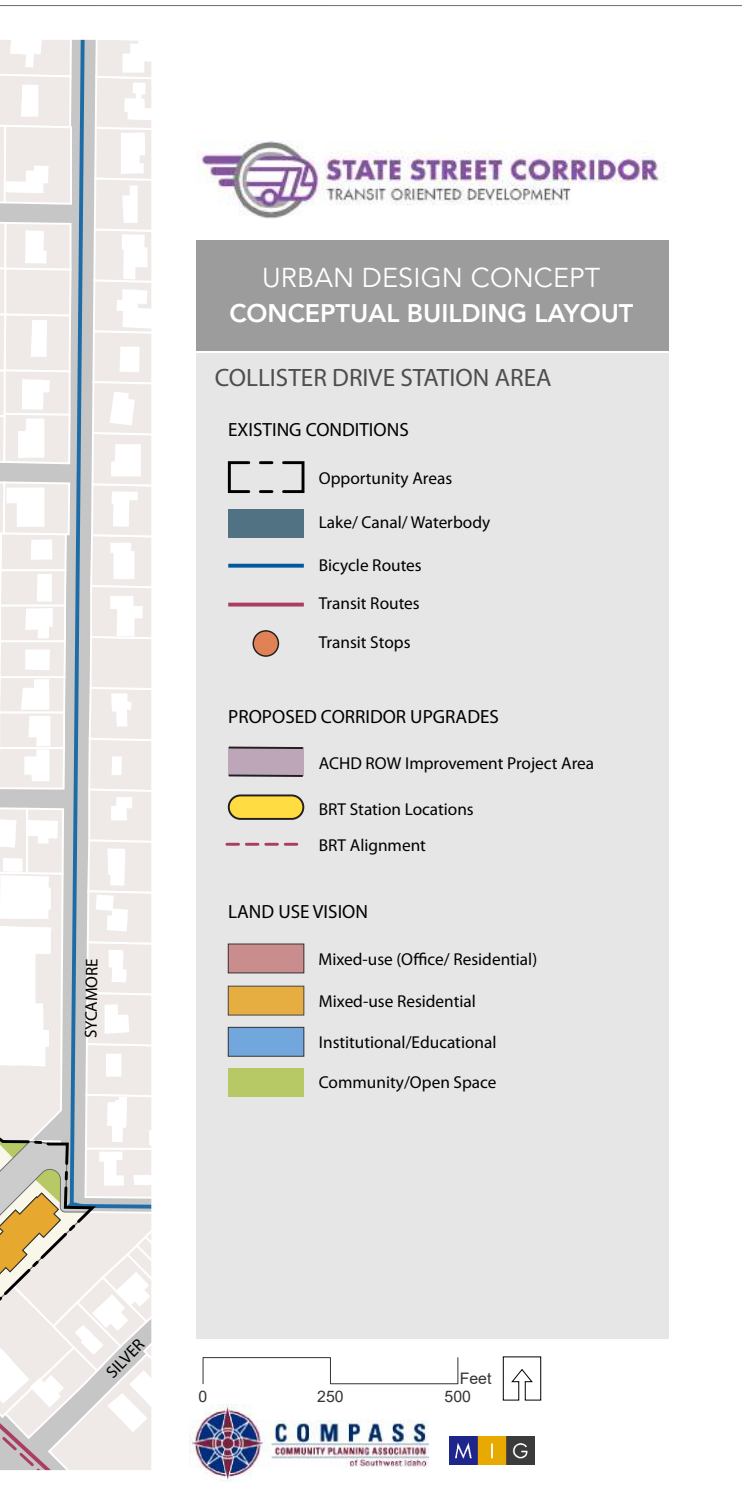 STATE STREET CORRIDOR
TRANSIT ORIENTED DEVELOPMENT
URBAN DESIGN CONCEPT
CONCEPTUAL BUILDING LAYOUT
COLLISTER DRIVE STATION AREA
EXISTING CONDITIONS
Opportunity Areas
Lake/ Canal/ Waterbody
Bicycle Routes
Transit Routes
Transit Stops
PROPOSED CORRIDOR UPGRADES
ACHD ROW Improvement Project Area
BRT Station Locations
BRT Alignment
LAND USE VISION
Mixed-use (Office/ Residential)
Mixed-use Residential
Institutional/Educational
Community/Open Space
SYCAMORE
SILVER
Feet
0 250 500
COMPASS
COMMUNITY PLANNING ASSOCIATION
of Southwest Idaho
M I G